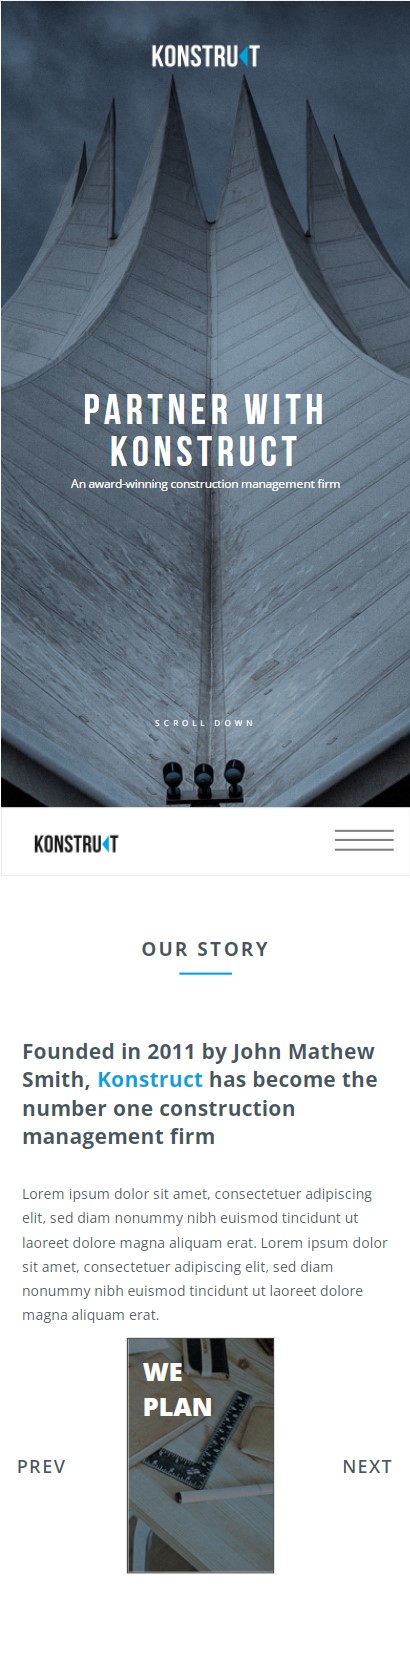 KONSTRUKT
PARTNER WITH
KONSTRUCT
An award-winning construction management firm
SCROLL DOWN
KONSTRUKT
OUR STORY
Founded in 2011 by John Mathew
Smith, Konstruct has become the
number one construction
management firm
Lorem ipsum dolor sit amet, consectetuer adipiscing
elit, sed diam nonummy nibh euismod tincidunt ut
laoreet dolore magna aliquam erat. Lorem ipsum dolor
sit amet, consectetuer adipiscing elit, sed diam
nonummy nibh euismod tincidunt ut laoreet dolore
magna aliquam erat.
WE
PLAN
PREV
NEXT